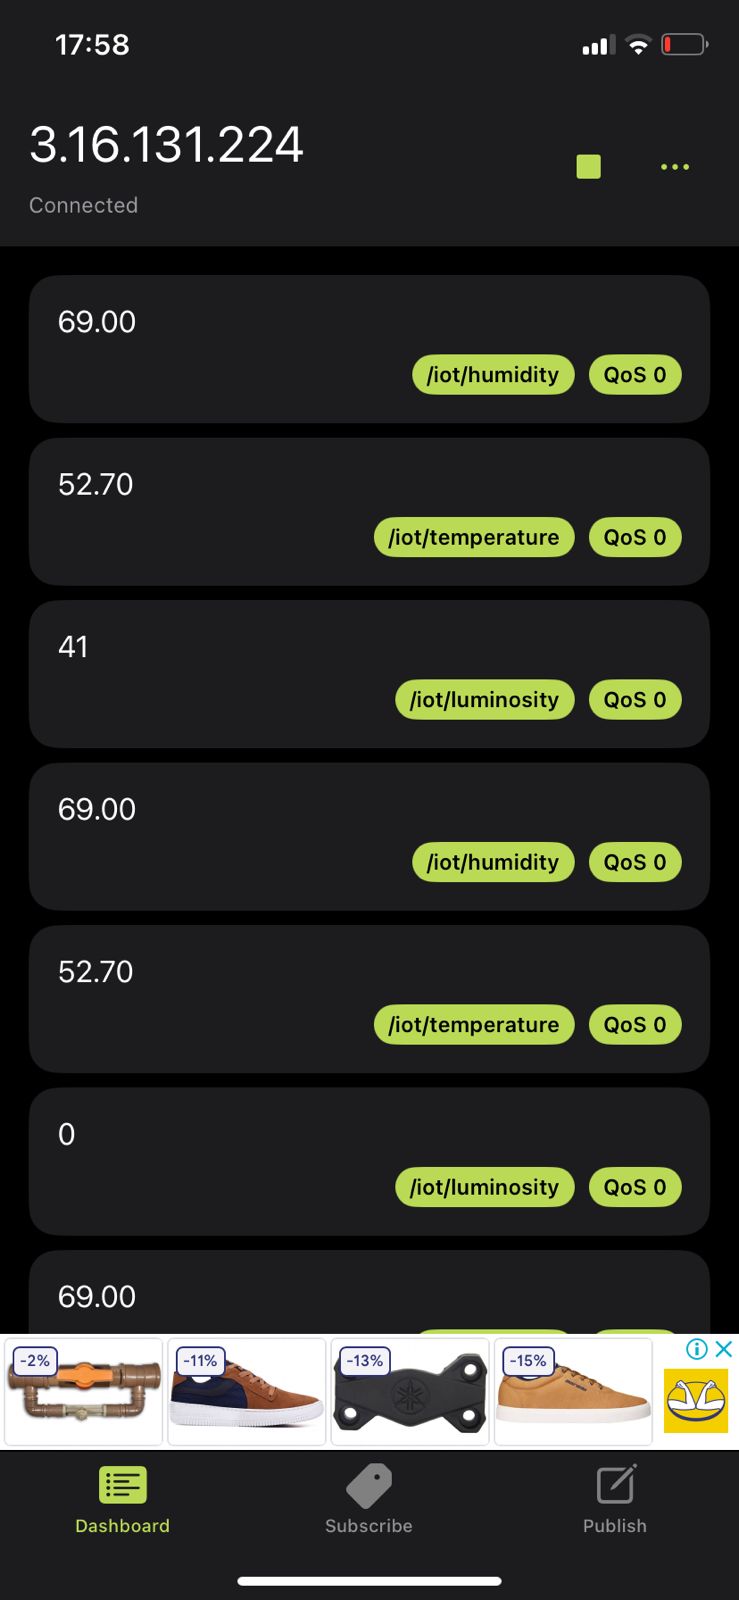 17:58
3.16.131.224
Connected
69.00
/iot/humidity QoS 0
52.70
/iot/temperature QoS 0
41
/iot/luminosity QoS 0
69.00
/iot/humidity QoS 0
52.70
/iot/temperature QoS 0
0
/iot/luminosity QoS 0
69.00
-2% -11% -13% -15%
Dashboard Subscribe Publish